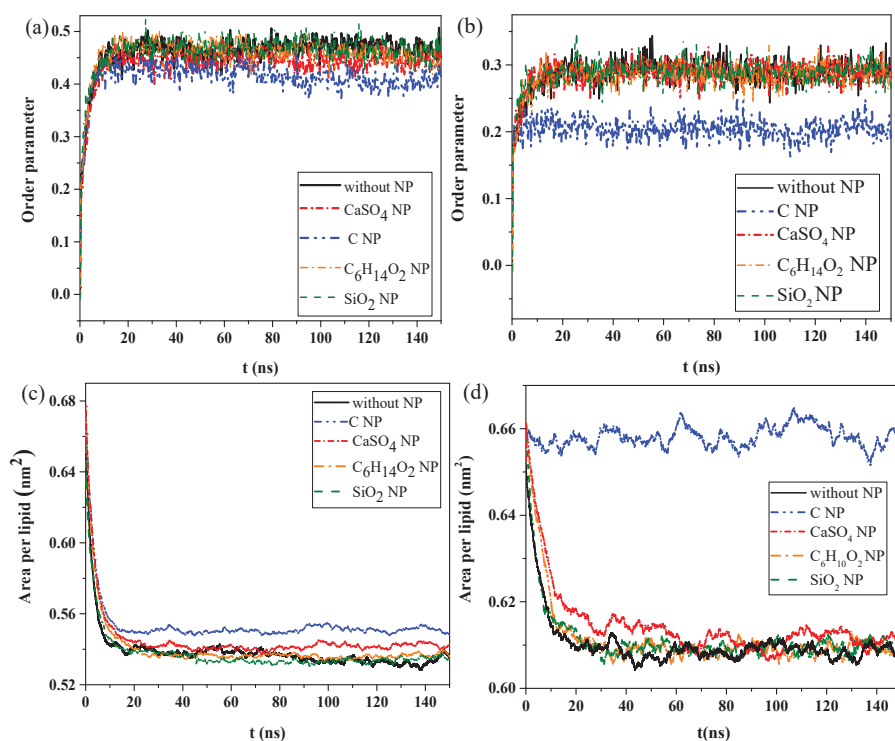 (a)
Order parameter
0.5
0.4
0.3
0.2
0.1
0.0
without NP
CaSO4 NP
C NP
C6H14O2 NP
SiO2 NP
0 20 40 60 80 100 120 140
t (ns)
(b)
Order parameter
0.3
0.2
0.1
0.0
without NP
C NP
CaSO4 NP
C6H14O2 NP
SiO2 NP
0 20 40 60 80 100 120 140
t (ns)
(c)
Area per lipid (nm2)
0.68
0.64
0.60
0.56
0.52
without NP
C NP
CaSO4 NP
C6H14O2 NP
SiO2 NP
0 20 40 60 80 100 120 140
t (ns)
(d)
Area per lipid (nm2)
0.66
0.64
0.62
0.60
without NP
C NP
CaSO4 NP
C6H10O2 NP
SiO2 NP
0 20 40 60 80 100 120 140
t(ns)